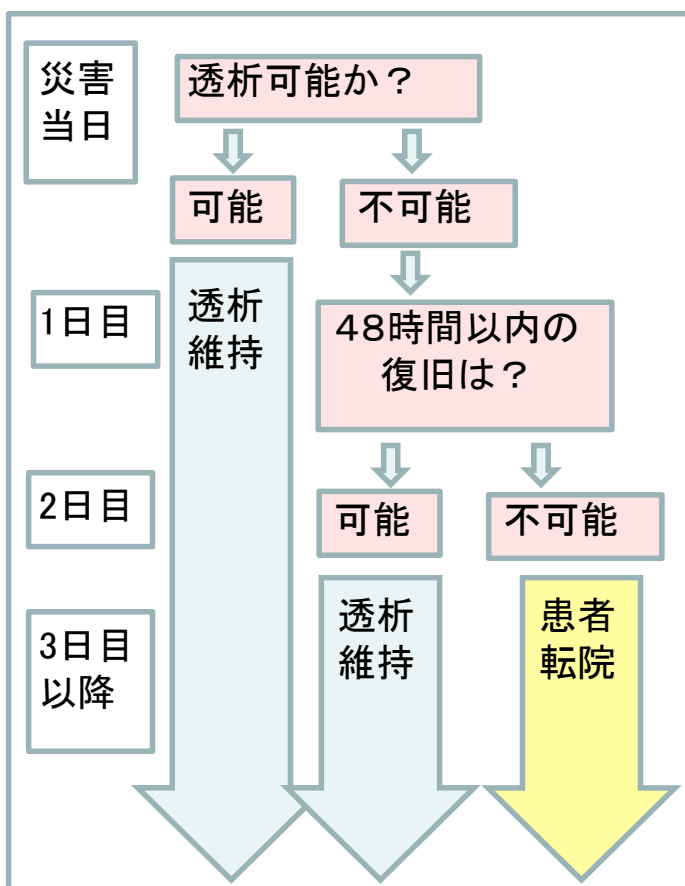 災害
当日
透析可能か？
可能
不可能
1日目
透析
維持
４８時間以内の
復旧は？
2日目
可能
不可能
3日目
以降
透析
維持
患者
転院